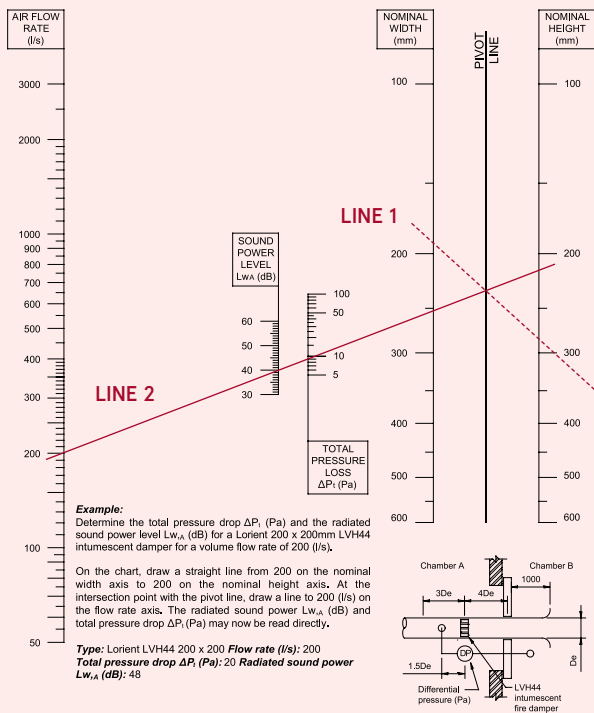 AIR FLOW
RATE
(l/s)
3000
2000
1000
900
800
700
600
500
400
300
200
100
50
SOUND
POWER
LEVEL
LWA (dB)
60
50
40
30
100
50
10
5
TOTAL
PRESSURE
LOSS
ΔPt (Pa)
NOMINAL
WIDTH
(mm)
100
200
300
400
500
600
PIVOT
LINE
NOMINAL
HEIGHT
(mm)
100
200
300
400
500
600
LINE 1
LINE 2
Example:
Determine the total pressure drop ΔPt (Pa) and the radiated
sound power level Lw,A (dB) for a Lorient 200 x 200mm LVH44
intumescent damper for a volume flow rate of 200 (l/s).
On the chart, draw a straight line from 200 on the nominal
width axis to 200 on the nominal height axis. At the
intersection point with the pivot line, draw a line to 200 (l/s) on
the flow rate axis. The radiated sound power Lw,A (dB) and
total pressure drop ΔPt (Pa) may now be read directly.
Type: Lorient LVH44 200 x 200 Flow rate (l/s): 200
Total pressure drop ΔPt (Pa): 20 Radiated sound power
Lw,A (dB): 48
Chamber A
Chamber B
1000
3De
4De
De
1.5De
DP
Differential
pressure (Pa)
LVH44
intumescent
fire damper